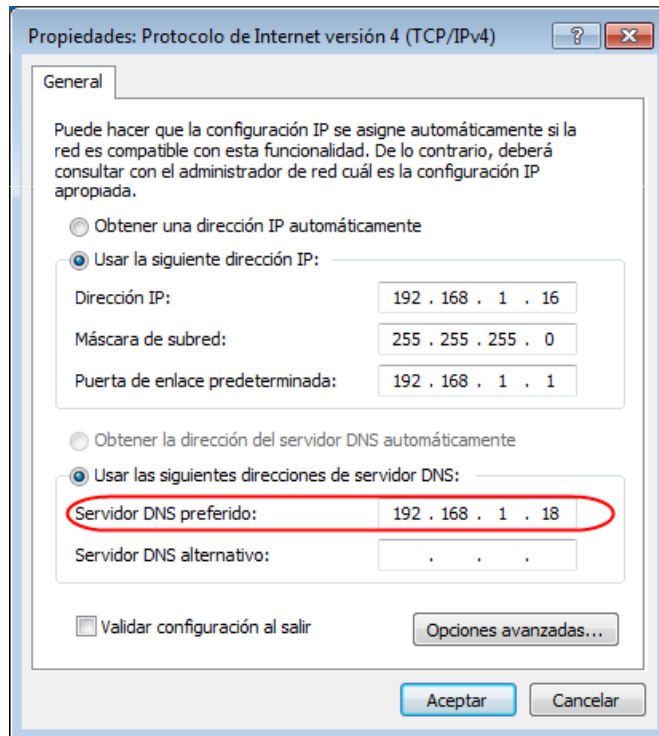 Propiedades: Protocolo de Internet versión 4 (TCP/IPv4)
General
Puede hacer que la configuración IP se asigne automáticamente si la
red es compatible con esta funcionalidad. De lo contrario, deberá
consultar con el administrador de red cuál es la configuración IP
apropiada.
Obtener una dirección IP automáticamente
Usar la siguiente dirección IP:
Dirección IP: 192 . 168 . 1 . 16
Máscara de subred: 255 . 255 . 255 . 0
Puerta de enlace predeterminada: 192 . 168 . 1 . 1
Obtener la dirección del servidor DNS automáticamente
Usar las siguientes direcciones de servidor DNS:
Servidor DNS preferido: 192 . 168 . 1 . 18
Servidor DNS alternativo: . . .
Validar configuración al salir
Opciones avanzadas...
Aceptar Cancelar